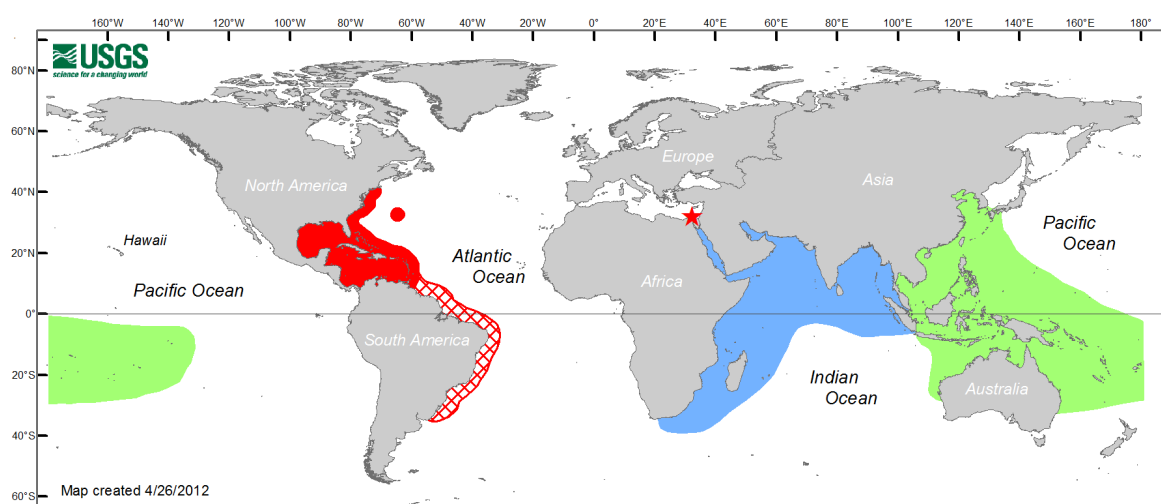 160°W 140°W 120°W 100°W 80°W 60°W 40°W 20°W 0° 20°E 40°E 60°E 80°E 100°E 120°E 140°E 160°E 180°
USGS
science for a changing world
80°N
60°N
Europe
North America
Asia
40°N
Hawaii
Pacific
Ocean
20°N
Atlantic
Ocean
Africa
Pacific Ocean
0°
South America
Indian
Ocean
Australia
20°S
40°S
Map created 4/26/2012
60°S